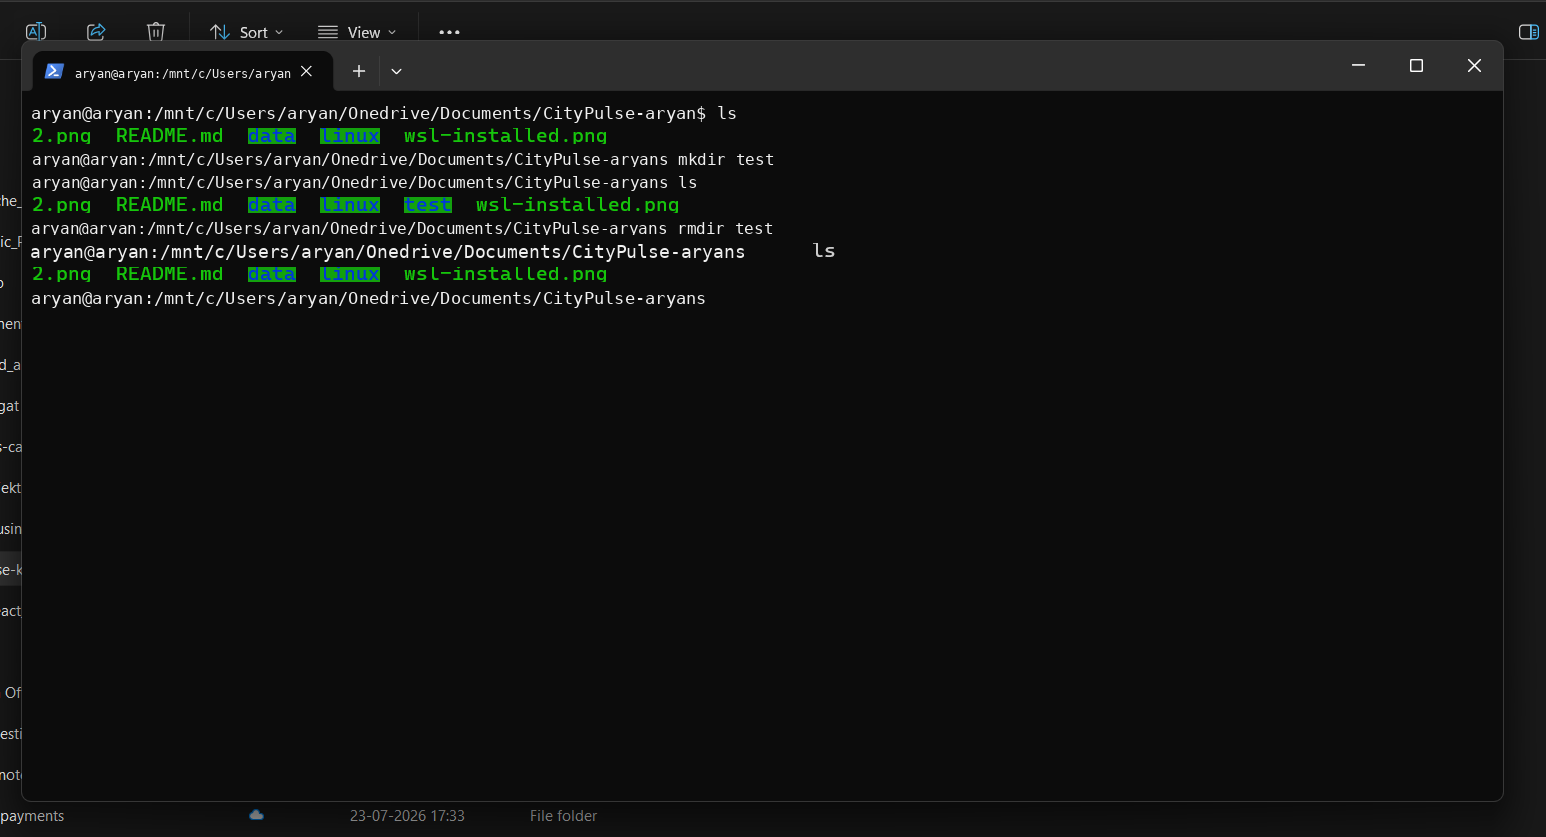 Sort
View
aryan@aryan:/mnt/c/Users/aryan
aryan@aryan:/mnt/c/Users/aryan/Onedrive/Documents/CityPulse-aryan$ ls
2.png README.md data linux wsl-installed.png
aryan@aryan:/mnt/c/Users/aryan/Onedrive/Documents/CityPulse-aryans mkdir test
aryan@aryan:/mnt/c/Users/aryan/Onedrive/Documents/CityPulse-aryans ls
2.png README.md data linux test wsl-installed.png
aryan@aryan:/mnt/c/Users/aryan/Onedrive/Documents/CityPulse-aryans rmdir test
aryan@aryan:/mnt/c/Users/aryan/Onedrive/Documents/CityPulse-aryans ls
2.png README.md data linux wsl-installed.png
aryan@aryan:/mnt/c/Users/aryan/Onedrive/Documents/CityPulse-aryans
payments 23-07-2026 17:33 File folder